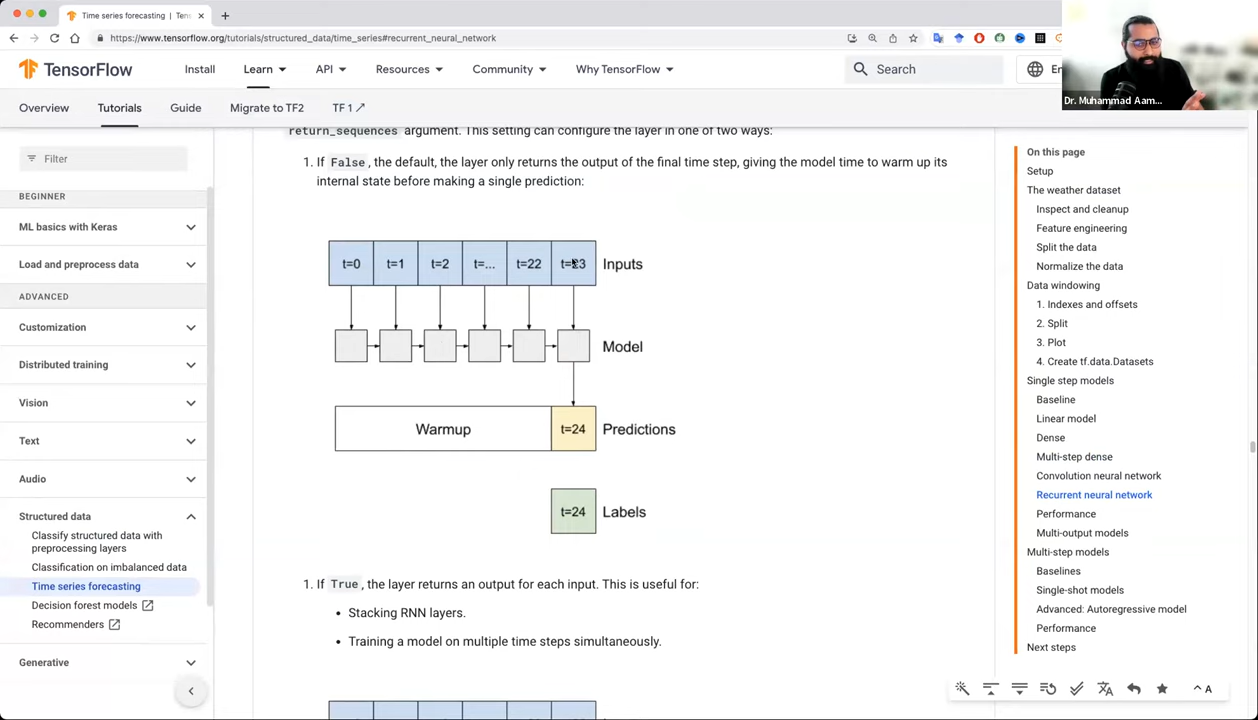 Time series forecasting | Ten
https://www.tensorflow.org/tutorials/structured_data/time_series#recurrent_neural_network
TensorFlow
Install
Learn
API
Resources
Community
Why TensorFlow
Search
Dr. Muhammad Aam...
Overview
Tutorials
Guide
Migrate to TF2
TF 1
Filter
BEGINNER
ML basics with Keras
Load and preprocess data
ADVANCED
Customization
Distributed training
Vision
Text
Audio
Structured data
Classify structured data with
preprocessing layers
Classification on imbalanced data
Time series forecasting
Decision forest models
Recommenders
Generative
return_sequences argument. This setting can configure the layer in one of two ways:
1. If False, the default, the layer only returns the output of the final time step, giving the model time to warm up its
internal state before making a single prediction:
t=0 t=1 t=2 t=... t=22 t=23 Inputs
Model
Warmup t=24 Predictions
t=24 Labels
1. If True, the layer returns an output for each input. This is useful for:
• Stacking RNN layers.
• Training a model on multiple time steps simultaneously.
On this page
Setup
The weather dataset
Inspect and cleanup
Feature engineering
Split the data
Normalize the data
Data windowing
1. Indexes and offsets
2. Split
3. Plot
4. Create tf.data.Datasets
Single step models
Baseline
Linear model
Dense
Multi-step dense
Convolution neural network
Recurrent neural network
Performance
Multi-output models
Multi-step models
Baselines
Single-shot models
Advanced: Autoregressive model
Performance
Next steps
A